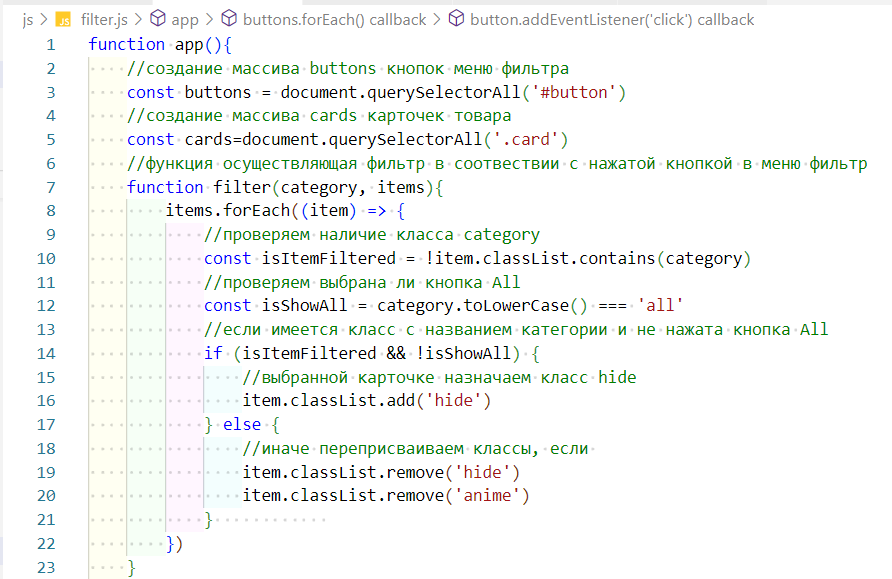 js > JS filter.js > app > buttons.forEach() callback > button.addEventListener('click') callback
1 function app(){
2 //создание массива buttons кнопок меню фильтра
3 const buttons = document.querySelectorAll('#button')
4 //создание массива cards карточек товара
5 const cards=document.querySelectorAll('.card')
6 //функция осуществляющая фильтр в соотвествии с нажатой кнопкой в меню фильтр
7 function filter(category, items){
8 items.forEach((item) => {
9 //проверяем наличие класса category
10 const isItemFiltered = !item.classList.contains(category)
11 //проверяем выбрана ли кнопка All
12 const isShowAll = category.toLowerCase() === 'all'
13 //если имеется класс с названием категории и не нажата кнопка All
14 if (isItemFiltered && !isShowAll) {
15 //выбранной карточке назначаем класс hide
16 item.classList.add('hide')
17 } else {
18 //иначе переприсваиваем классы, если
19 item.classList.remove('hide')
20 item.classList.remove('anime')
21 }
22 })
23 }